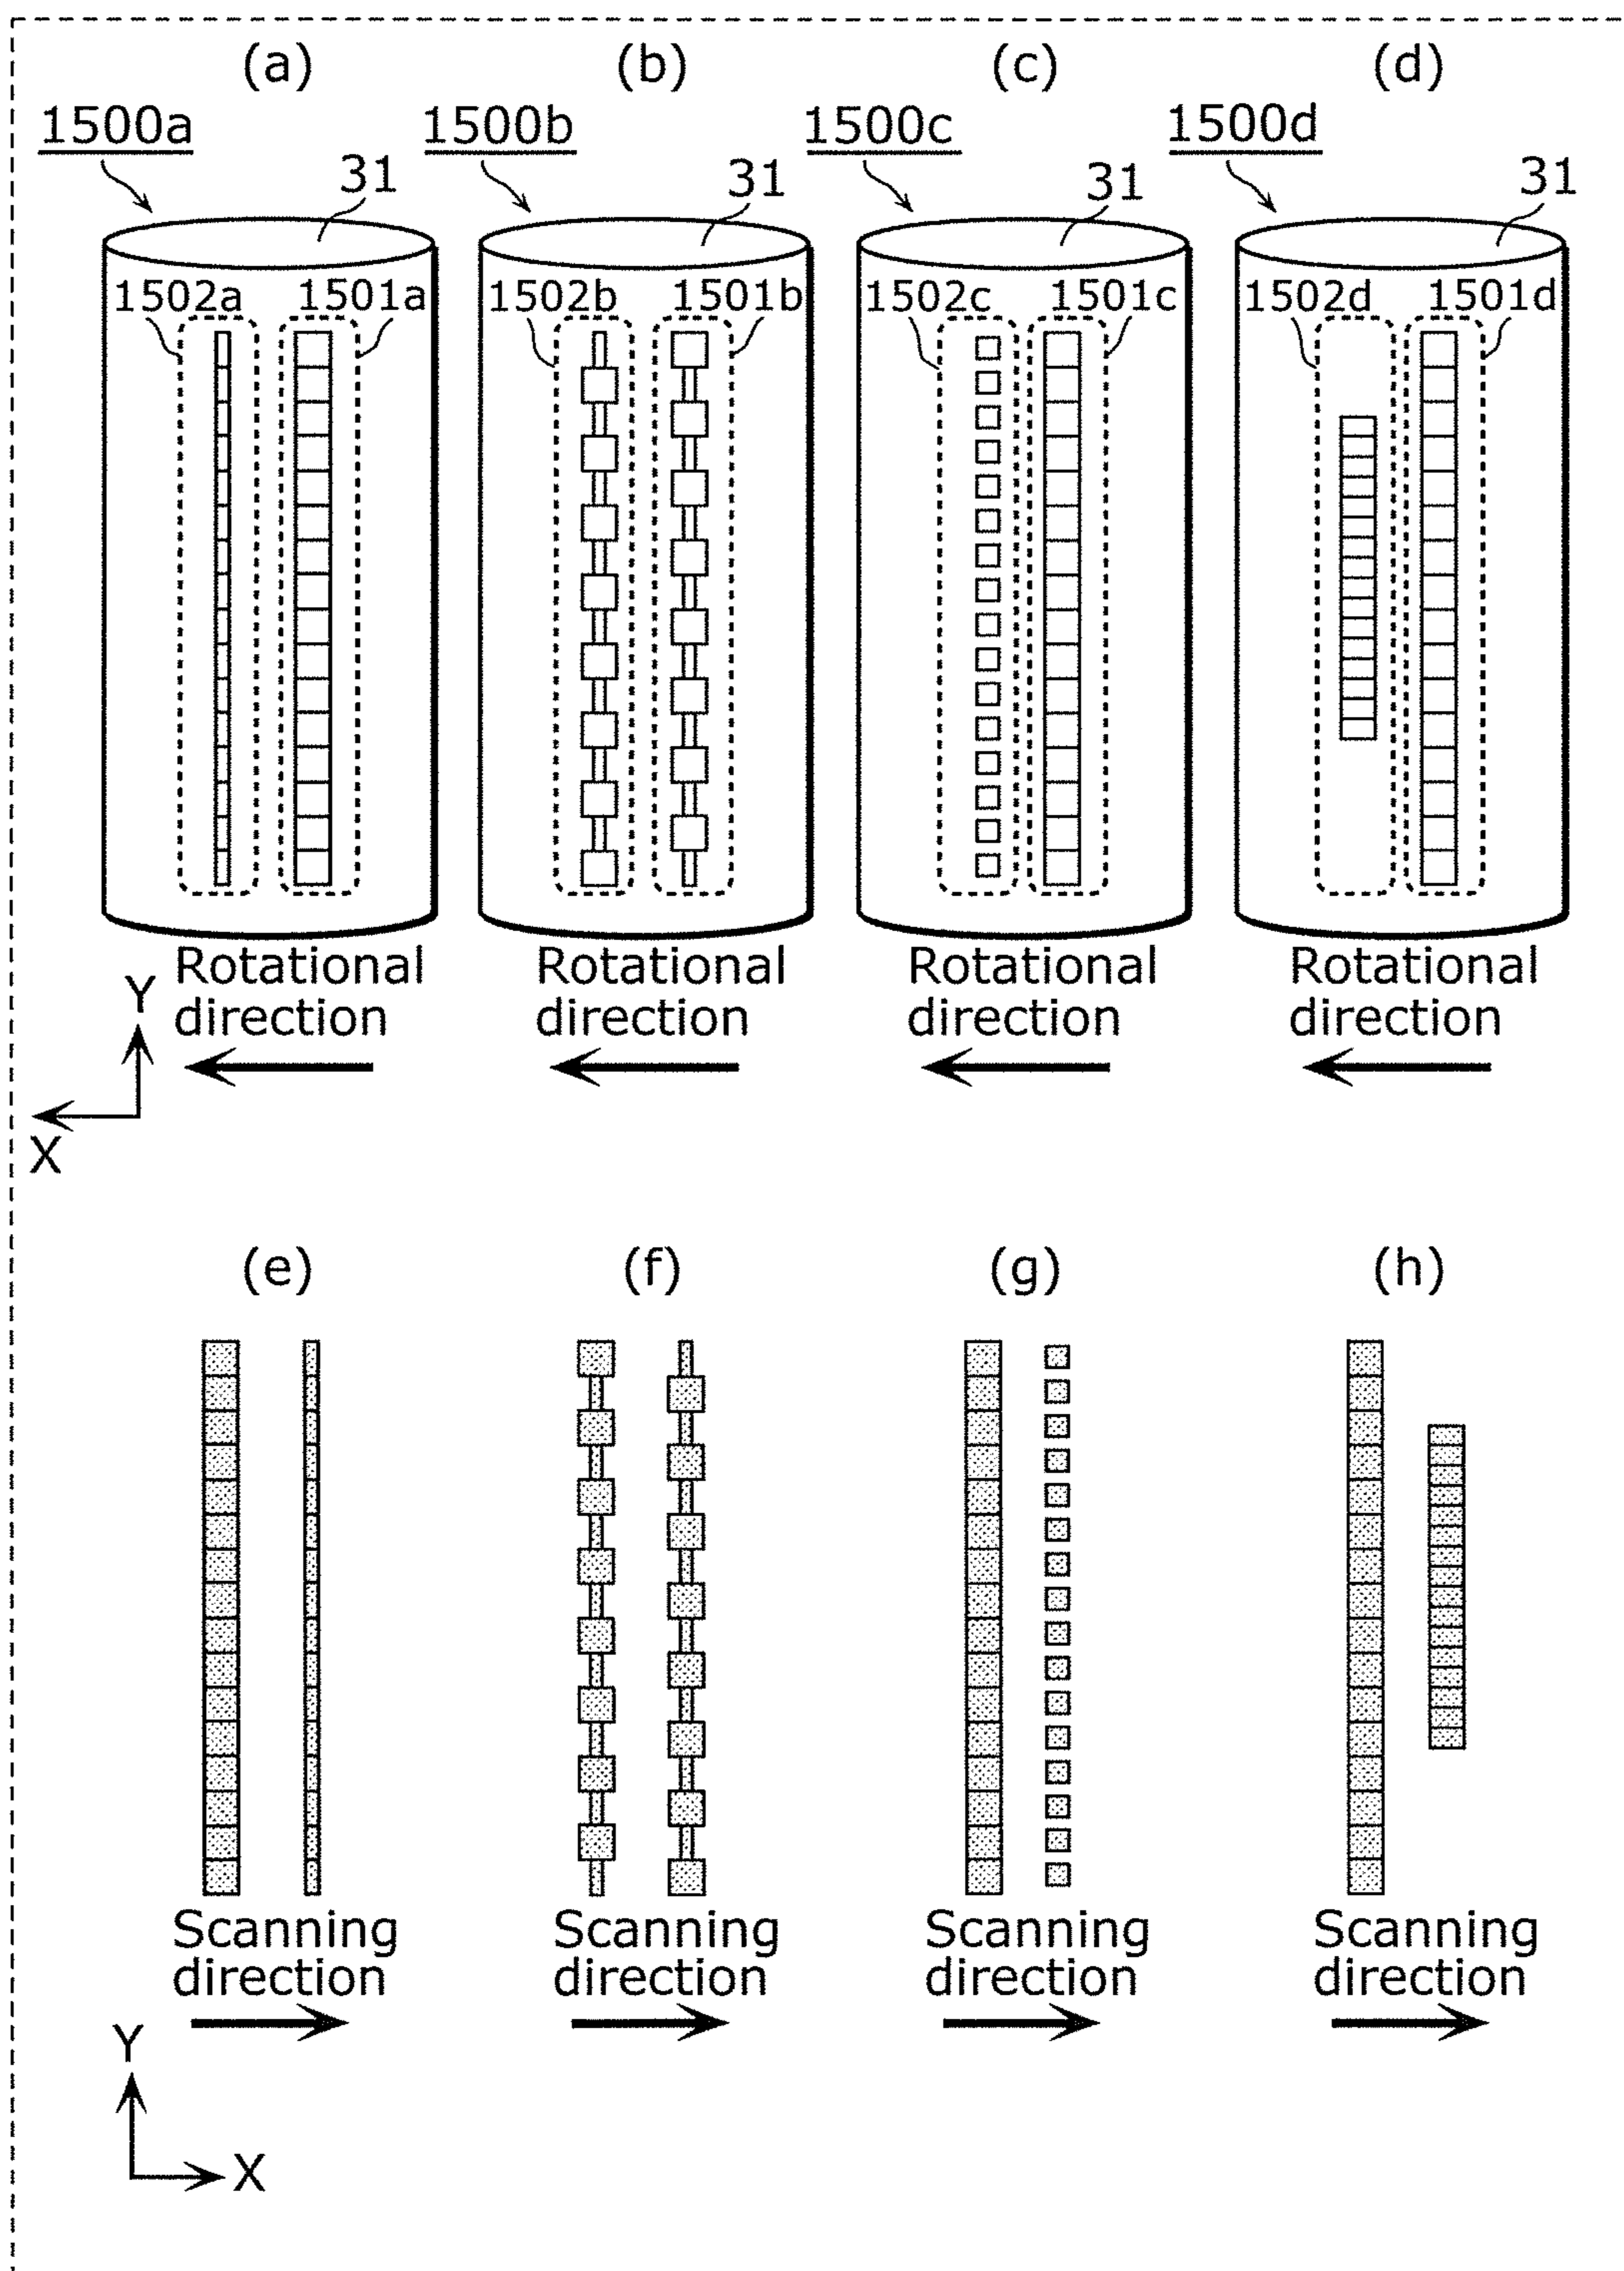 (a) (b) (c) (d)
1500a 1500b 1500c 1500d
31 31 31 31
1502a 1501a 1502b 1501b 1502c 1501c 1502d 1501d
Rotational Rotational Rotational Rotational
Y direction direction direction direction
X
(e) (f) (g) (h)
Scanning Scanning Scanning Scanning
direction direction direction direction
Y
X